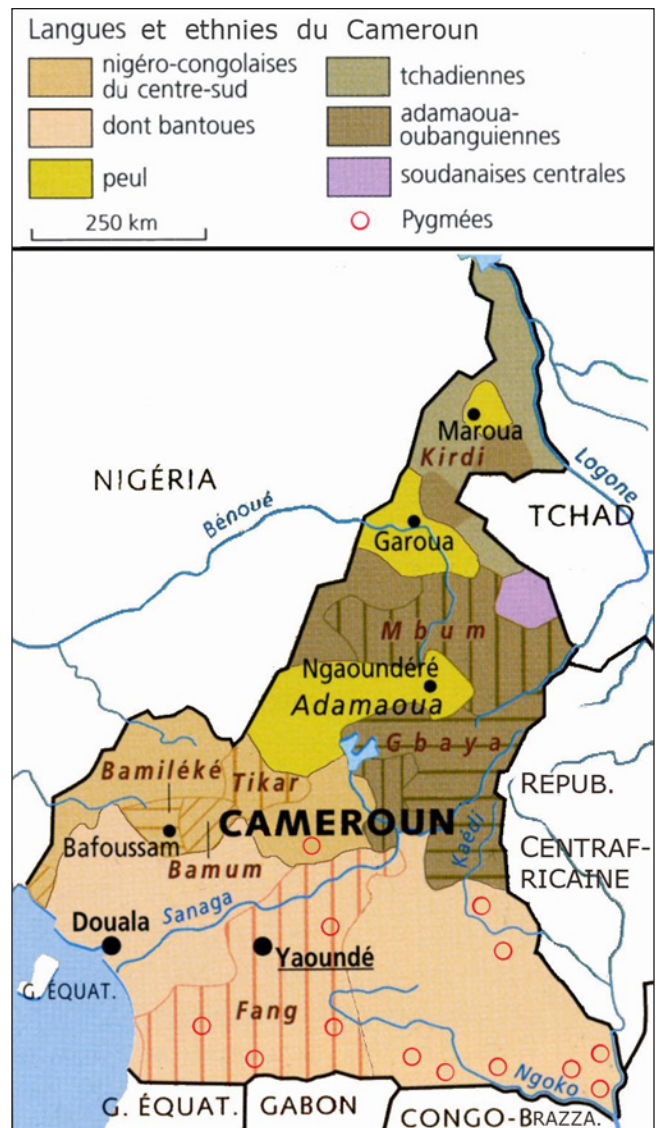 Langues et ethnies du Cameroun
nigéro-congolaises
du centre-sud
dont bantoues
peul
250 km
tchadiennes
adamaoua-
oubanguiennes
soudanaises centrales
Pygmées
Maroua
Kirdi
Logone
NIGÉRIA
TCHAD
Bénoué
Garoua
Mbum
Ngaoundéré
Adamaoua
Gbaya
Bamiléké
Tikar
RÉPUB.
CAMEROUN
Bafoussam
Kaédi
CENTRAF-
RICAINE
Bamum
Douala
Sanaga
Yaoundé
G. ÉQUAT.
Fang
Ngoko
G. ÉQUAT.
GABON
CONGO-BRAZZA.